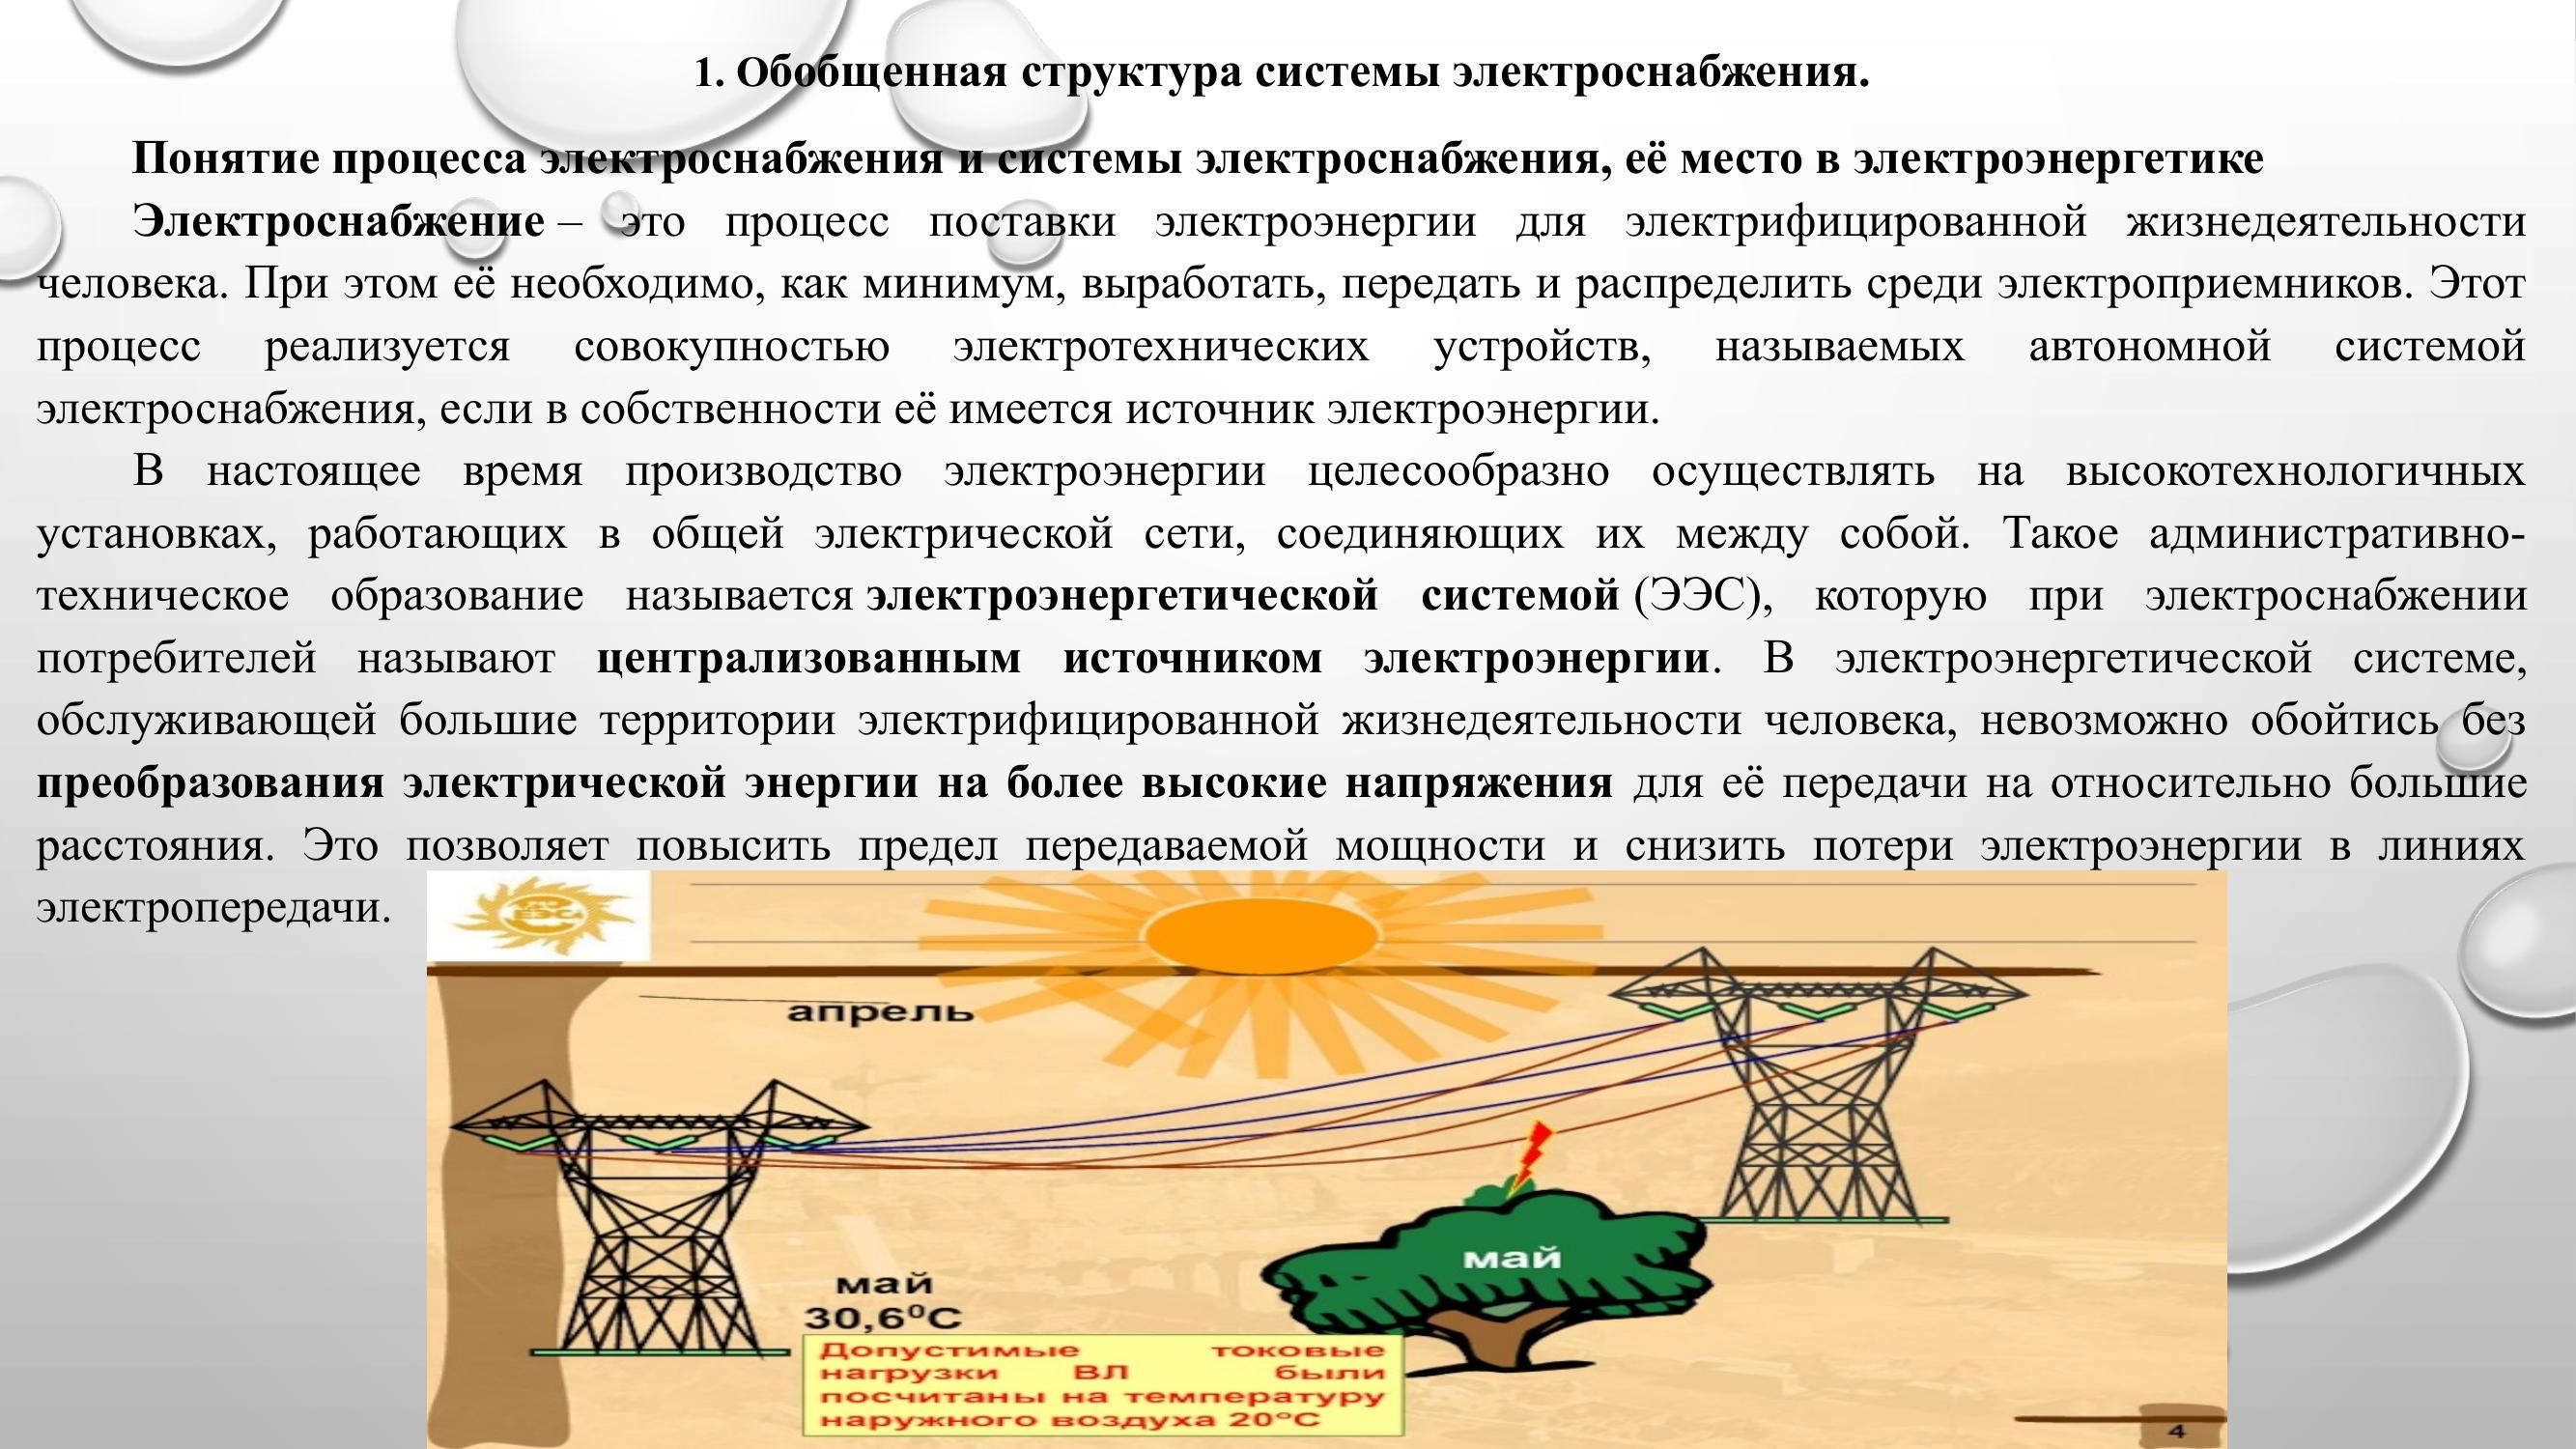 1. Обобщенная структура системы электроснабжения.
Понятие процесса электроснабжения и системы электроснабжения, её место в электроэнергетике
Электроснабжение – это процесс поставки электроэнергии для электрифицированной жизнедеятельности
человека. При этом её необходимо, как минимум, выработать, передать и распределить среди электроприемников. Этот
процесс реализуется совокупностью электротехнических устройств, называемых автономной системой
электроснабжения, если в собственности её имеется источник электроэнергии.
В настоящее время производство электроэнергии целесообразно осуществлять на высокотехнологичных
установках, работающих в общей электрической сети, соединяющих их между собой. Такое административно-
техническое образование называется электроэнергетической системой (ЭЭС), которую при электроснабжении
потребителей называют централизованным источником электроэнергии. В электроэнергетической системе,
обслуживающей большие территории электрифицированной жизнедеятельности человека, невозможно обойтись без
преобразования электрической энергии на более высокие напряжения для её передачи на относительно большие
расстояния. Это позволяет повысить предел передаваемой мощности и снизить потери электроэнергии в линиях
электропередачи.
апрель
май
май
30,6⁰С
Допустимые токовые
нагрузки ВЛ были
посчитаны на температуру
наружного воздуха 20°С
4